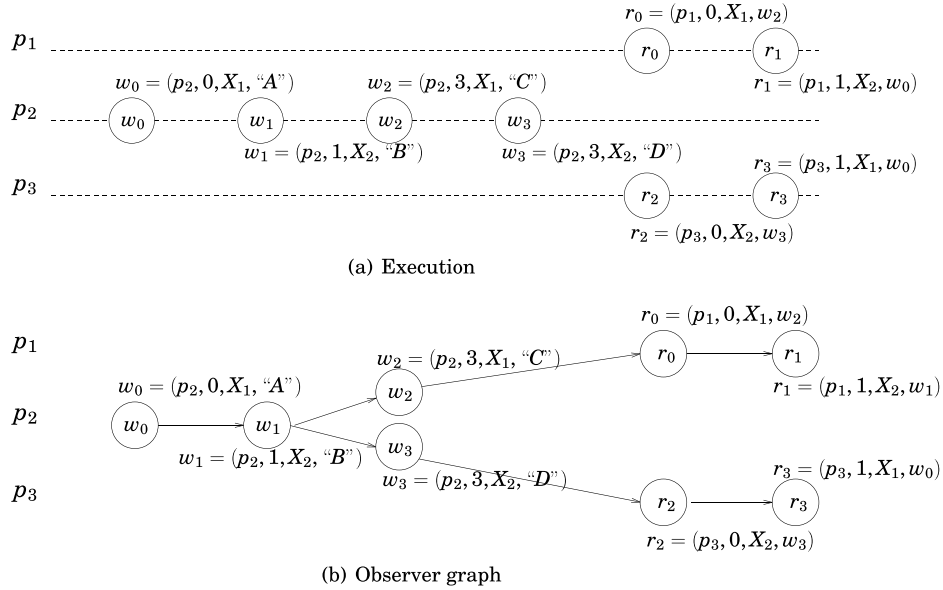 r₀ = (p₁, 0, X₁, w₂)
p₁ r₀ r₁
r₁ = (p₁, 1, X₂, w₀)
w₀ = (p₂, 0, X₁, “A”) w₂ = (p₂, 3, X₁, “C”)
p₂ w₀ w₁ w₂ w₃
w₁ = (p₂, 1, X₂, “B”) w₃ = (p₂, 3, X₂, “D”)
r₃ = (p₃, 1, X₁, w₀)
p₃ r₂ r₃
r₂ = (p₃, 0, X₂, w₃)
(a) Execution
r₀ = (p₁, 0, X₁, w₂)
p₁ r₀ r₁
w₂ = (p₂, 3, X₁, “C”)
r₁ = (p₁, 1, X₂, w₁)
w₀ = (p₂, 0, X₁, “A”) w₂
p₂ w₀ w₁
w₃
w₁ = (p₂, 1, X₂, “B”)
w₃ = (p₂, 3, X₂, “D”)
r₃ = (p₃, 1, X₁, w₀)
p₃ r₂ r₃
r₂ = (p₃, 0, X₂, w₃)
(b) Observer graph